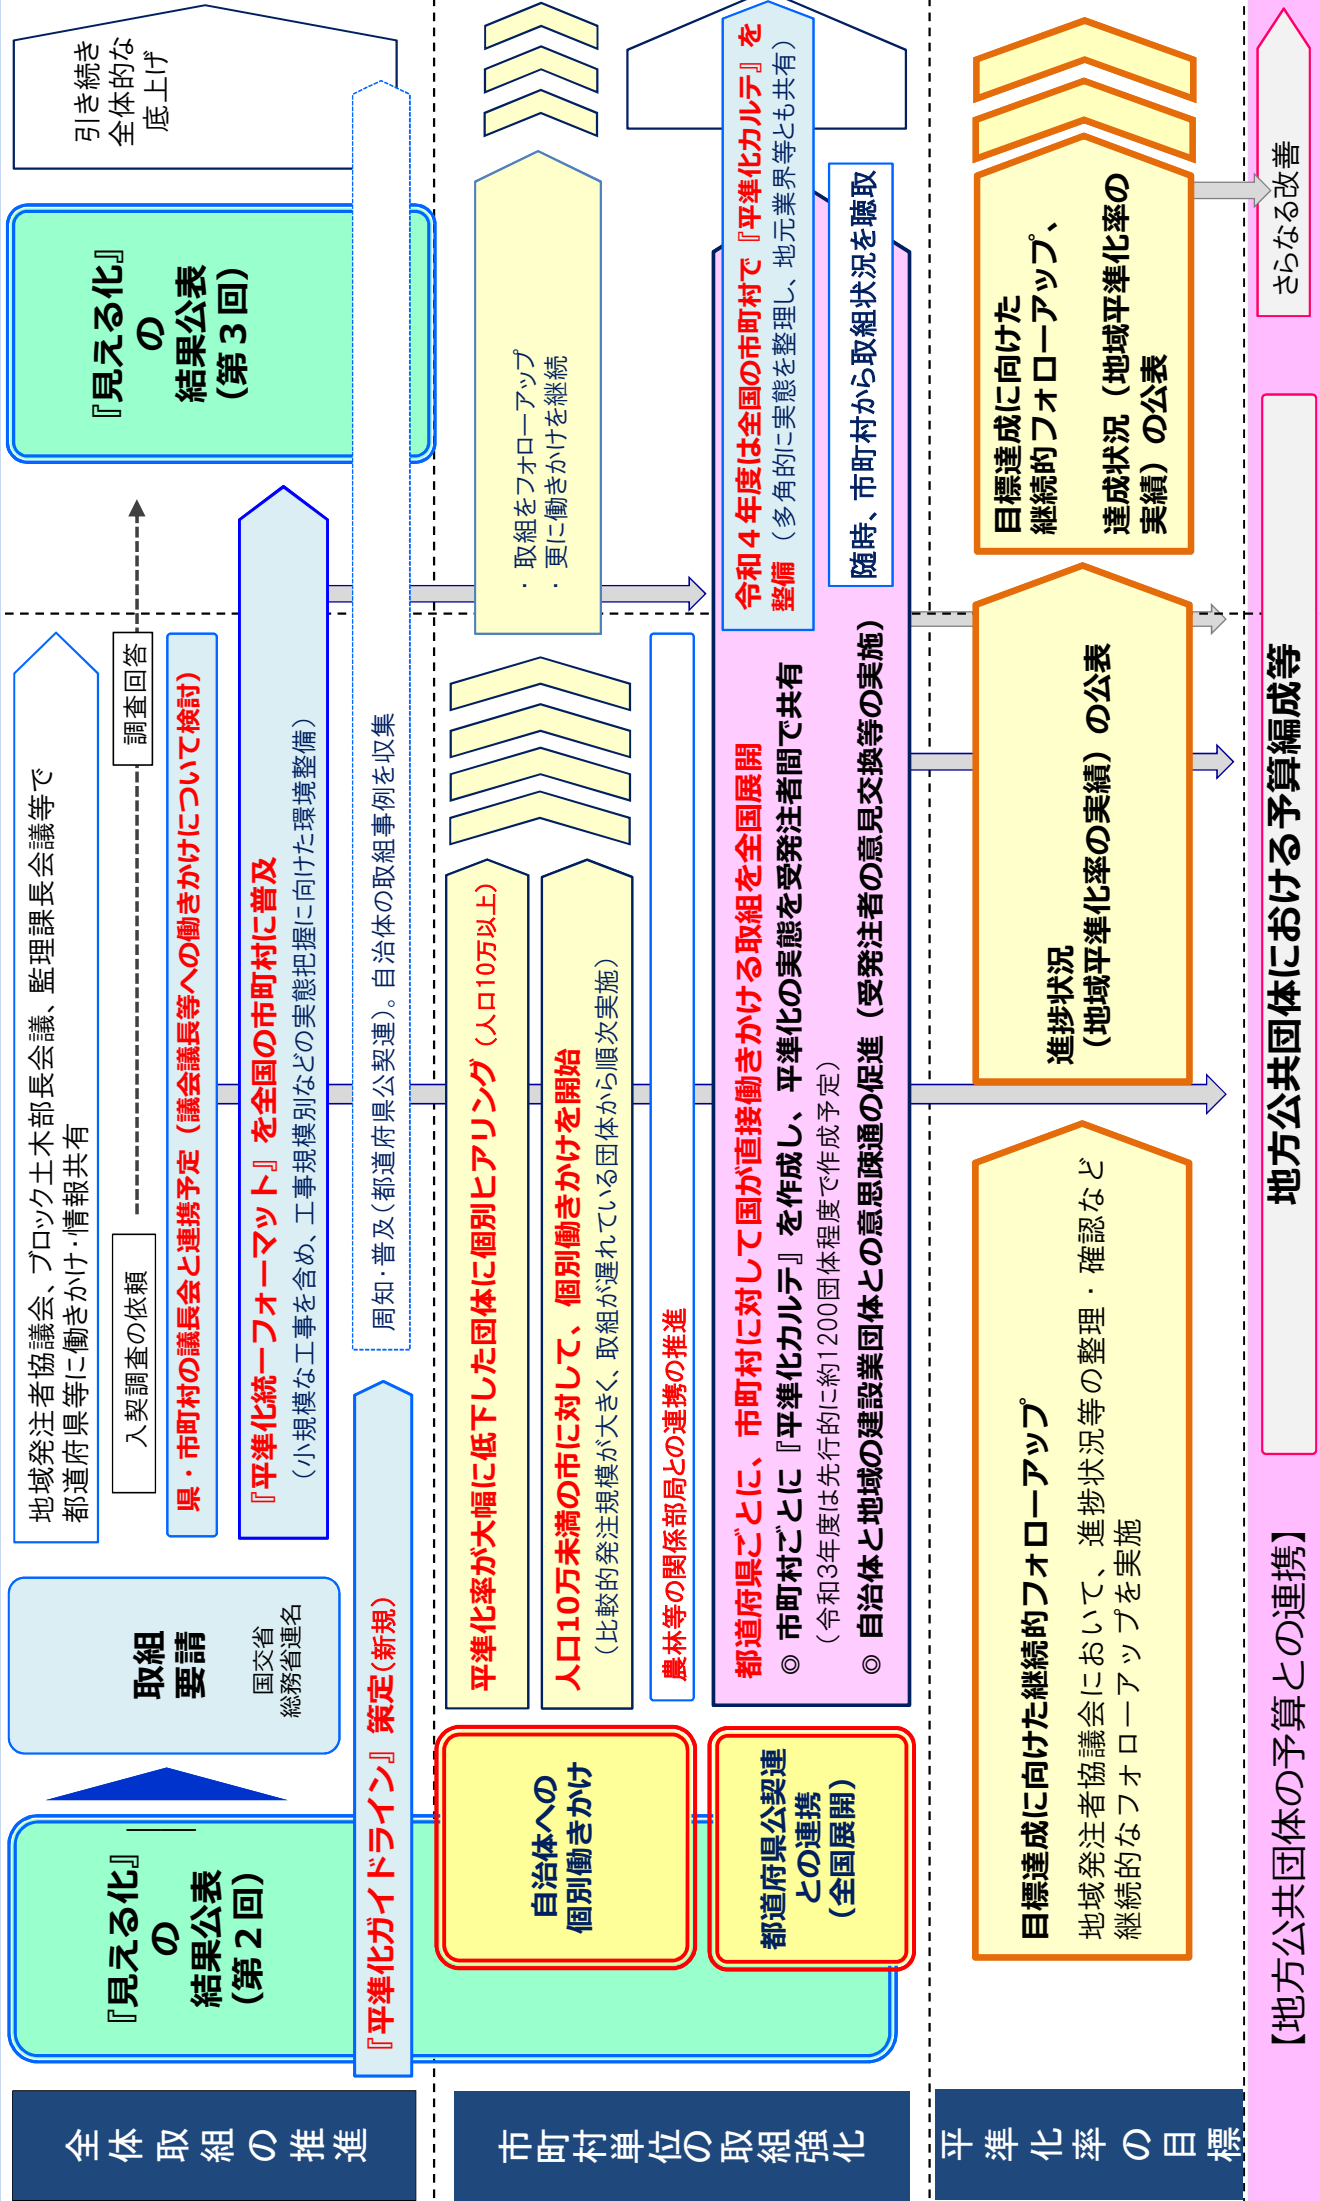 全体取組の推進
『見える化』
の
結果公表
（第２回）
取組
要請
国交省
総務省連名
地域発注者協議会、ブロック土木部長会議、監理課長会議等で
都道府県等に働きかけ・情報共有
入契調査の依頼
調査回答
県・市町村の議長会と連携予定（議会議長等への働きかけについて検討）
『平準化統一フォーマット』を全国の市町村に普及
（小規模な工事を含め、工事規模別などの実態把握に向けた環境整備）
『平準化ガイドライン』策定(新規)
周知・普及(都道府県公契連)。自治体の取組事例を収集
『見える化』
の
結果公表
（第３回）
引き続き
全体的な
底上げ
市町村単位の取組強化
自治体への
個別働きかけ
平準化率が大幅に低下した団体に個別ヒアリング（人口10万以上）
人口10万未満の市に対して、個別働きかけを開始
（比較的発注規模が大きく、取組が遅れている団体から順次実施）
・取組をフォローアップ
・更に働きかけを継続
農林等の関係部局との連携の推進
都道府県公契連
との連携
（全国展開）
都道府県ごとに、市町村に対して国が直接働きかける取組を全国展開
◎ 市町村ごとに『平準化カルテ』を作成し、平準化の実態を受発注者間で共有
（令和3年度は先行的に約1200団体程度で作成予定）
◎ 自治体と地域の建設業団体との意思疎通の促進（受発注者の意見交換等の実施）
令和４年度は全国の市町村で『平準化カルテ』を
整備（多角的に実態を整理し、地元業界等とも共有）
随時、市町村から取組状況を聴取
平準化率の目標
目標達成に向けた継続的フォローアップ
地域発注者協議会において、進捗状況等の整理・確認など
継続的なフォローアップを実施
進捗状況
（地域平準化率の実績）の公表
目標達成に向けた
継続的フォローアップ、
達成状況（地域平準化率の
実績）の公表
【地方公共団体の予算との連携】
地方公共団体における予算編成等
さらなる改善